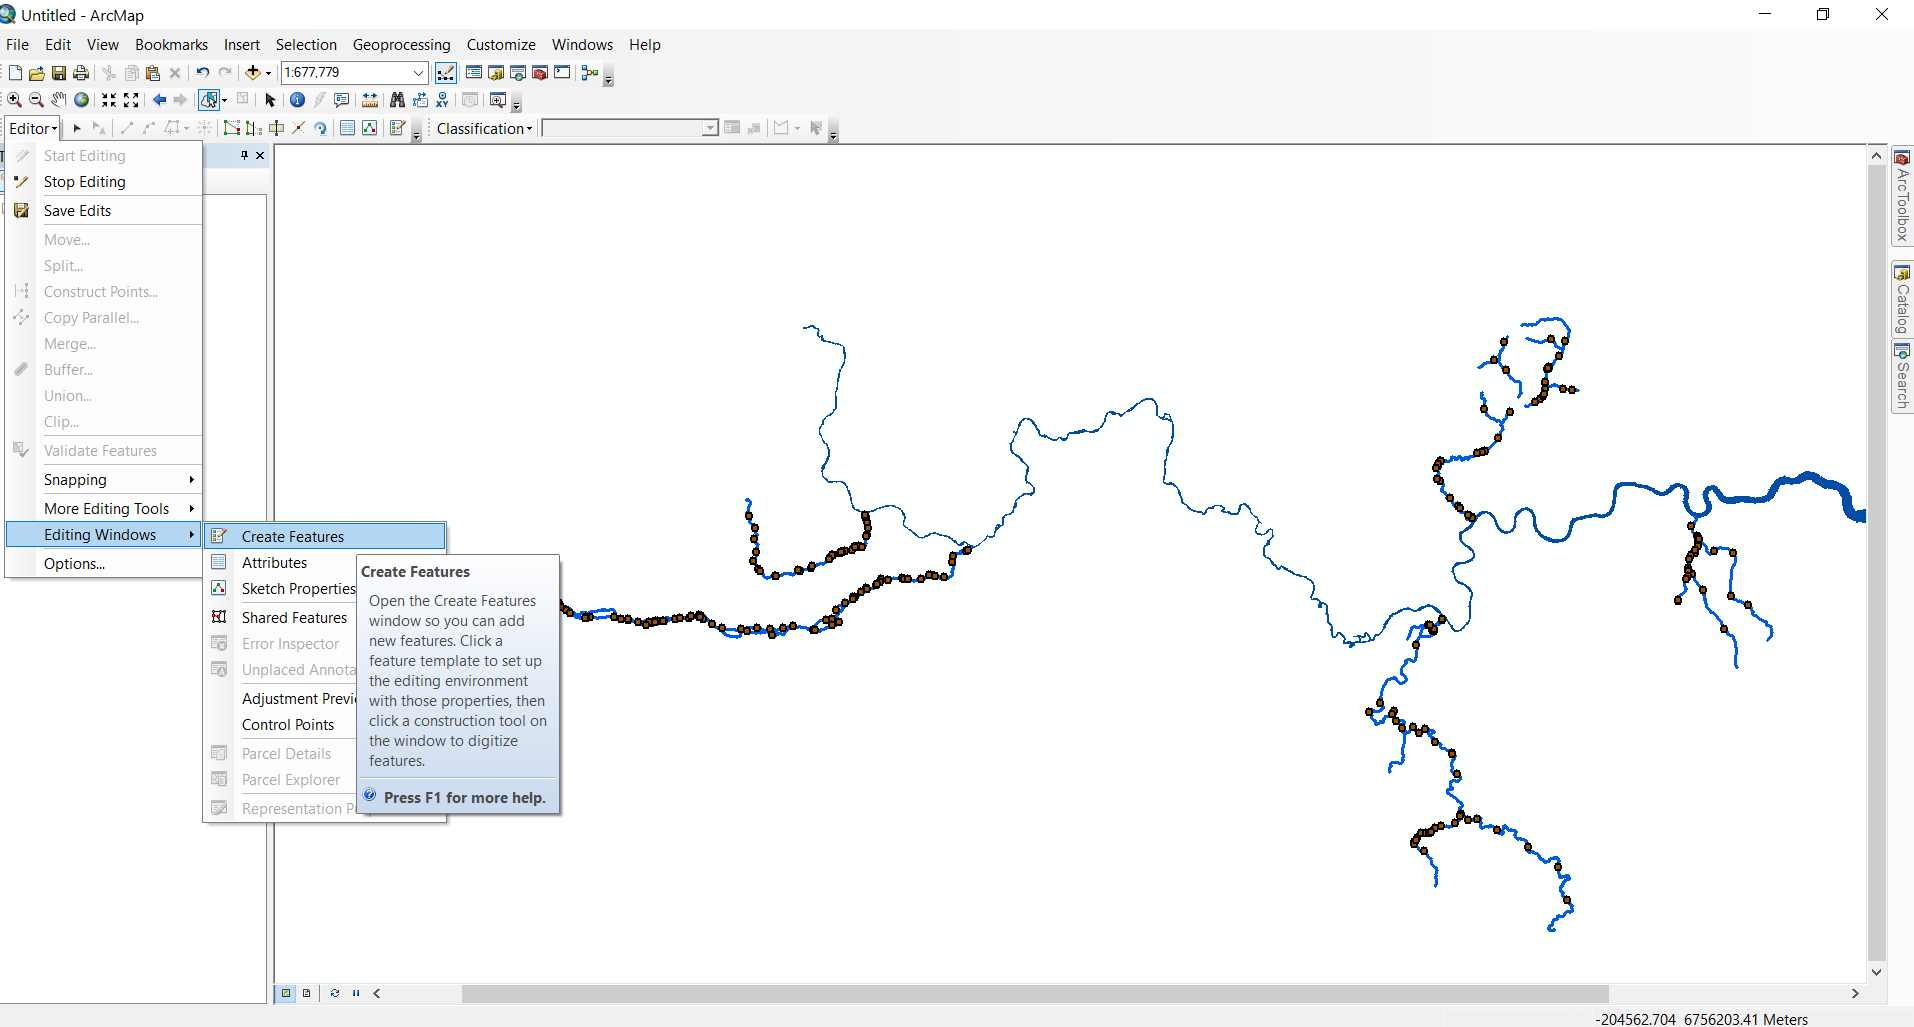 Untitled - ArcMap
File Edit View Bookmarks Insert Selection Geoprocessing Customize Windows Help
1:677,779
Editor Classification
Start Editing
Stop Editing
Save Edits
Move...
Split...
Construct Points...
Copy Parallel...
Merge...
Buffer...
Union...
Clip...
Validate Features
Snapping
More Editing Tools
Editing Windows
Options...
Create Features
Attributes
Sketch Properties
Shared Features
Error Inspector
Unplaced Annota
Adjustment Previ
Control Points
Parcel Details
Parcel Explorer
Representation P
Create Features
Open the Create Features
window so you can add
new features. Click a
feature template to set up
the editing environment
with those properties, then
click a construction tool on
the window to digitize
features.
Press F1 for more help.
ArcToolbox
Catalog
Search
-204562.704 6756203.41 Meters